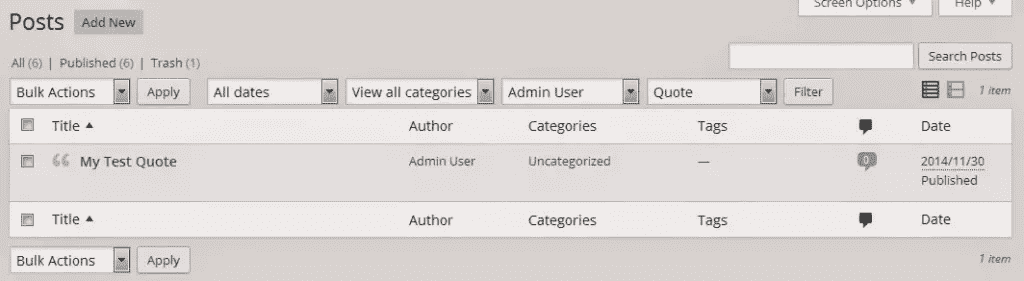 Screen Options ▼ Help ▼
Posts Add New
All (6) | Published (6) | Trash (1) Search Posts
Bulk Actions Apply All dates View all categories Admin User Quote Filter 1 item
Title ▲ Author Categories Tags Date
“ My Test Quote Admin User Uncategorized — 0 2014/11/30
Published
Title ▲ Author Categories Tags Date
Bulk Actions Apply 1 item